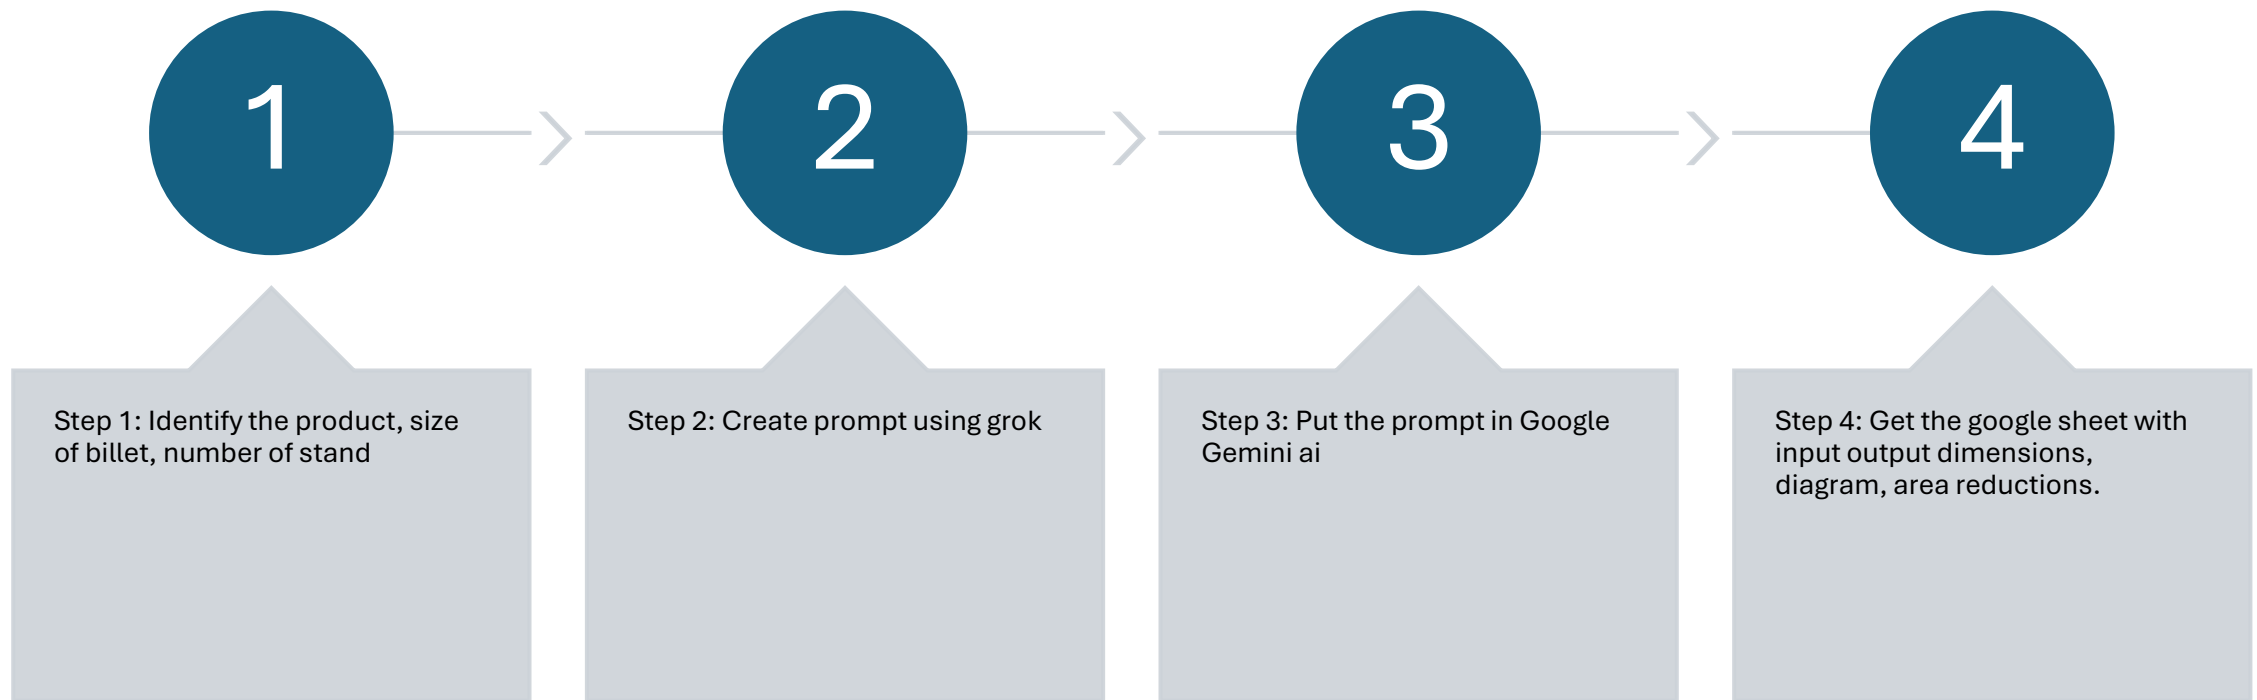 1
2
3
4
Step 1: Identify the product, size
of billet, number of stand
Step 2: Create prompt using grok
Step 3: Put the prompt in Google
Gemini ai
Step 4: Get the google sheet with
input output dimensions,
diagram, area reductions.